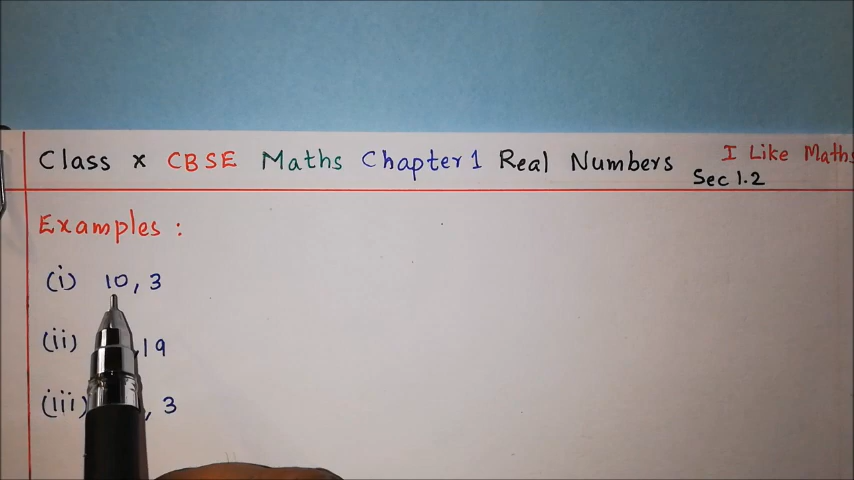 Class x CBSE Maths Chapter 1 Real Numbers I Like Maths
Sec 1.2
Examples :
(i) 10, 3
(ii) , 19
(iii) , 3